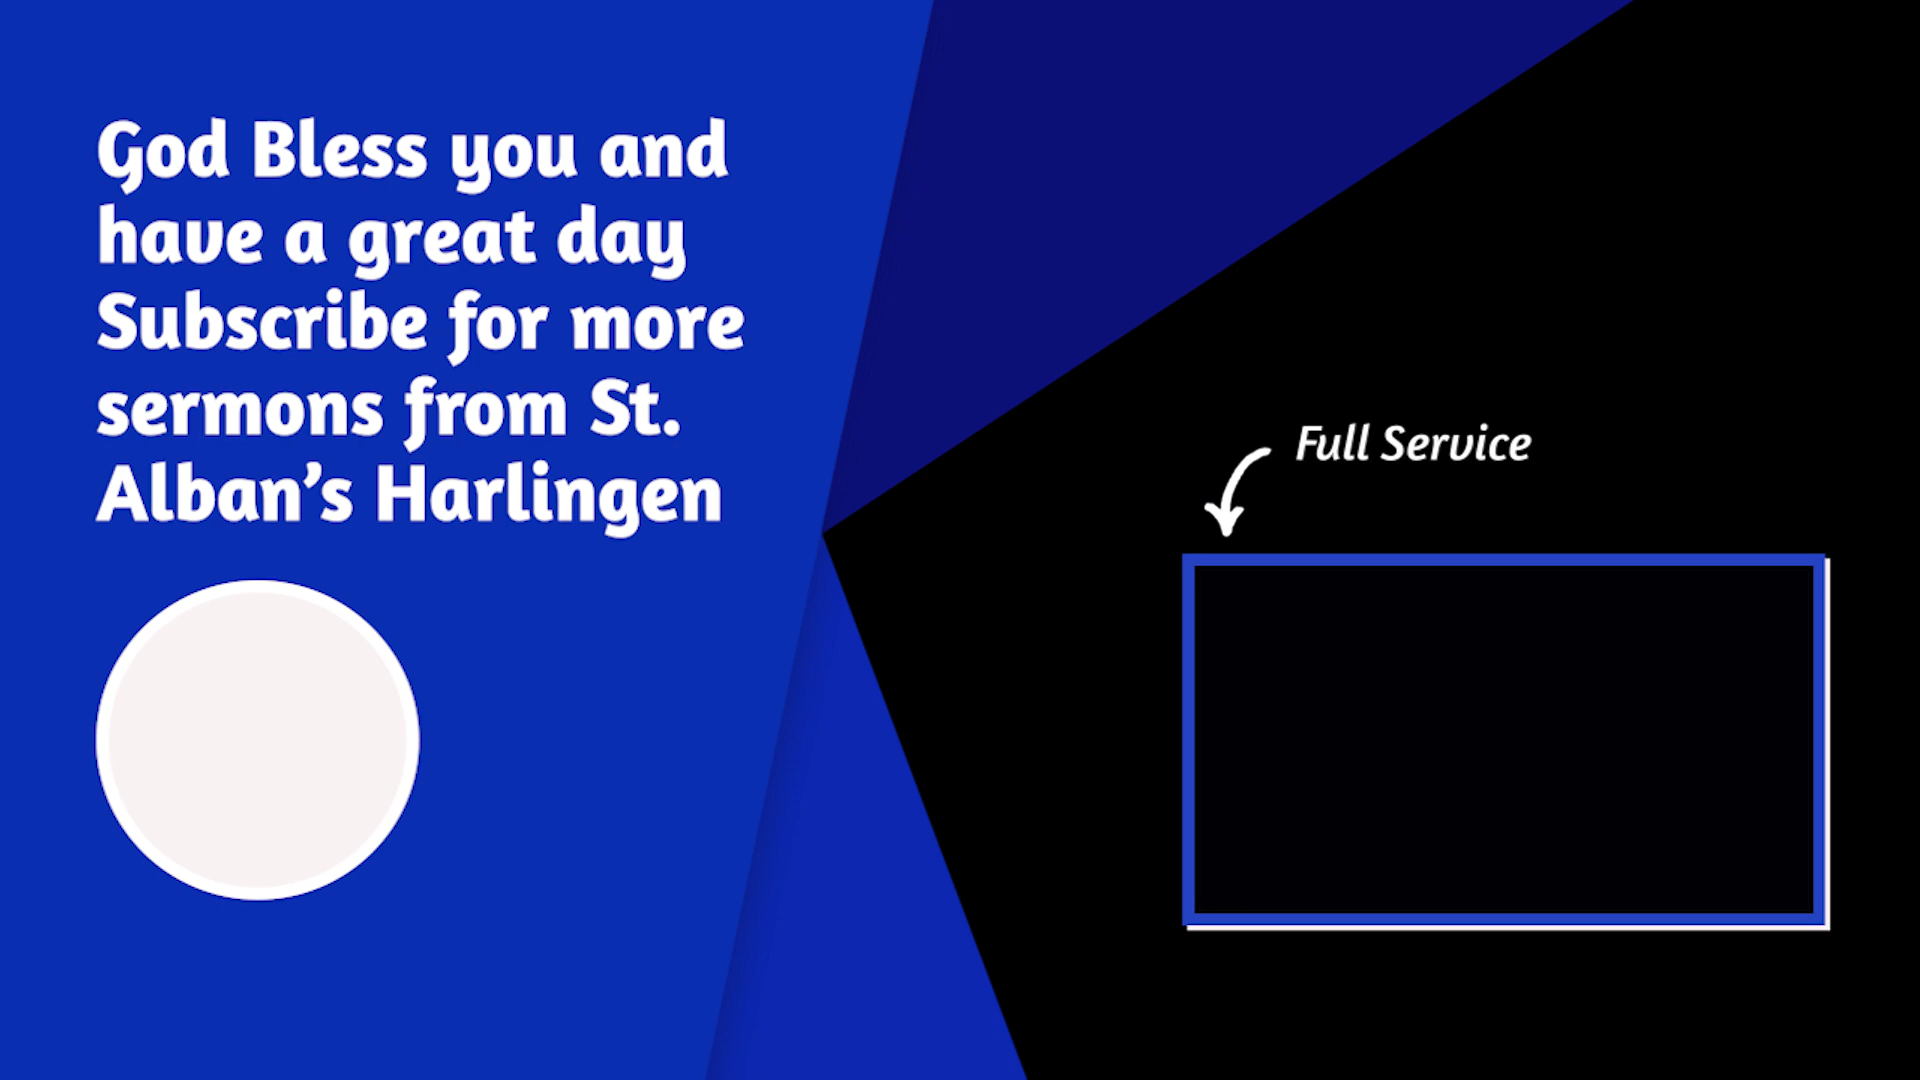 God Bless you and
have a great day
Subscribe for more
sermons from St.
Alban’s Harlingen
Full Service